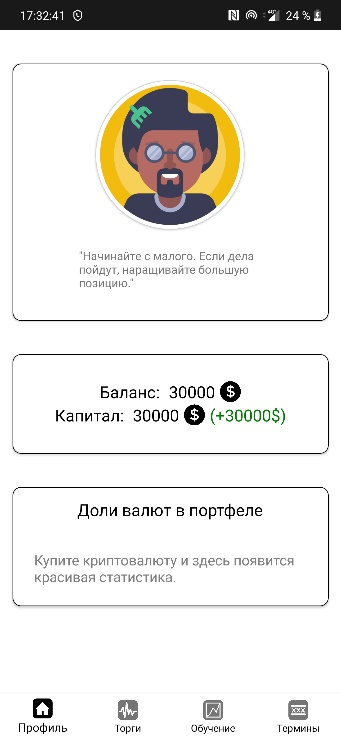 17:32:41
24 %
"Начинайте с малого. Если дела
пойдут, наращивайте большую
позицию."
Баланс: 30000 $
Капитал: 30000 $ (+30000$)
Доли валют в портфеле
Купите криптовалюту и здесь появится
красивая статистика.
Профиль Торги Обучение Термины